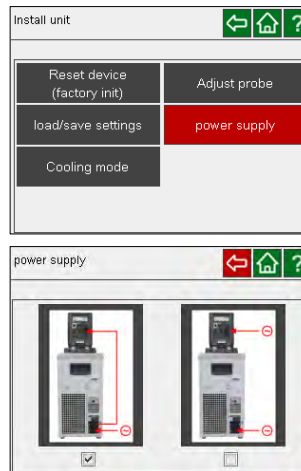 Install unit
?
Reset device
(factory init)
Adjust probe
load/save settings
power supply
Cooling mode
power supply
?